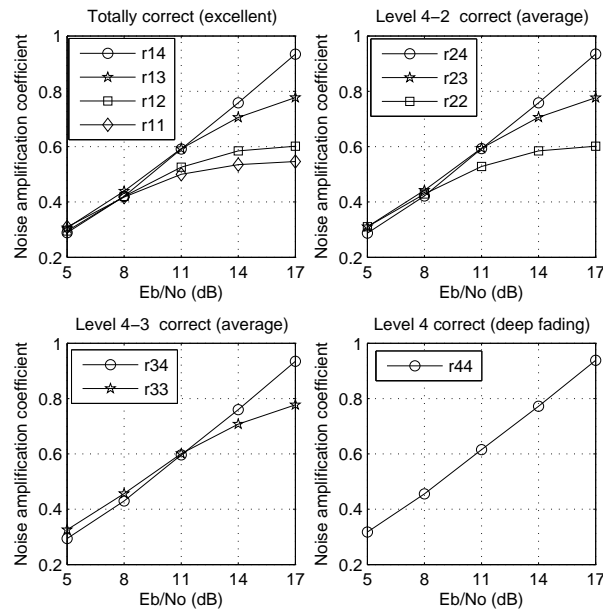 Totally correct (excellent)
Noise amplification coefficient
1
0.8
0.6
0.4
0.2
r14
r13
r12
r11
5 8 11 14 17
Eb/No (dB)
Level 4−2 correct (average)
Noise amplification coefficient
1
0.8
0.6
0.4
0.2
r24
r23
r22
5 8 11 14 17
Eb/No (dB)
Level 4−3 correct (average)
Noise amplification coefficient
1
0.8
0.6
0.4
0.2
r34
r33
5 8 11 14 17
Eb/No (dB)
Level 4 correct (deep fading)
Noise amplification coefficient
1
0.8
0.6
0.4
0.2
r44
5 8 11 14 17
Eb/No (dB)